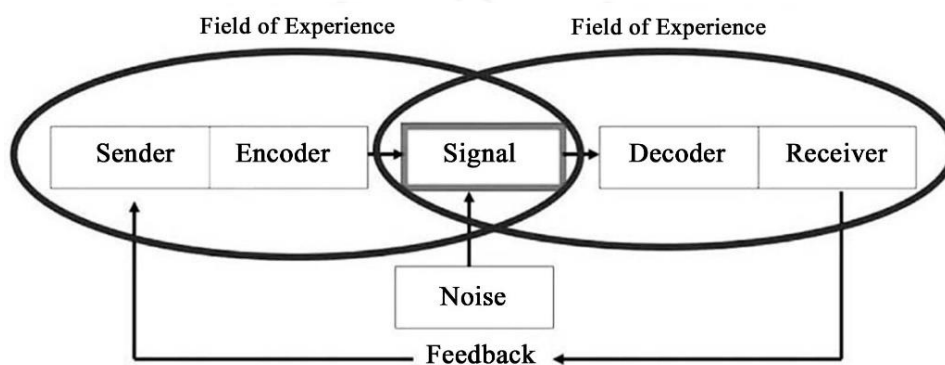 Field of Experience Field of Experience
Sender Encoder Signal Decoder Receiver
Noise
Feedback